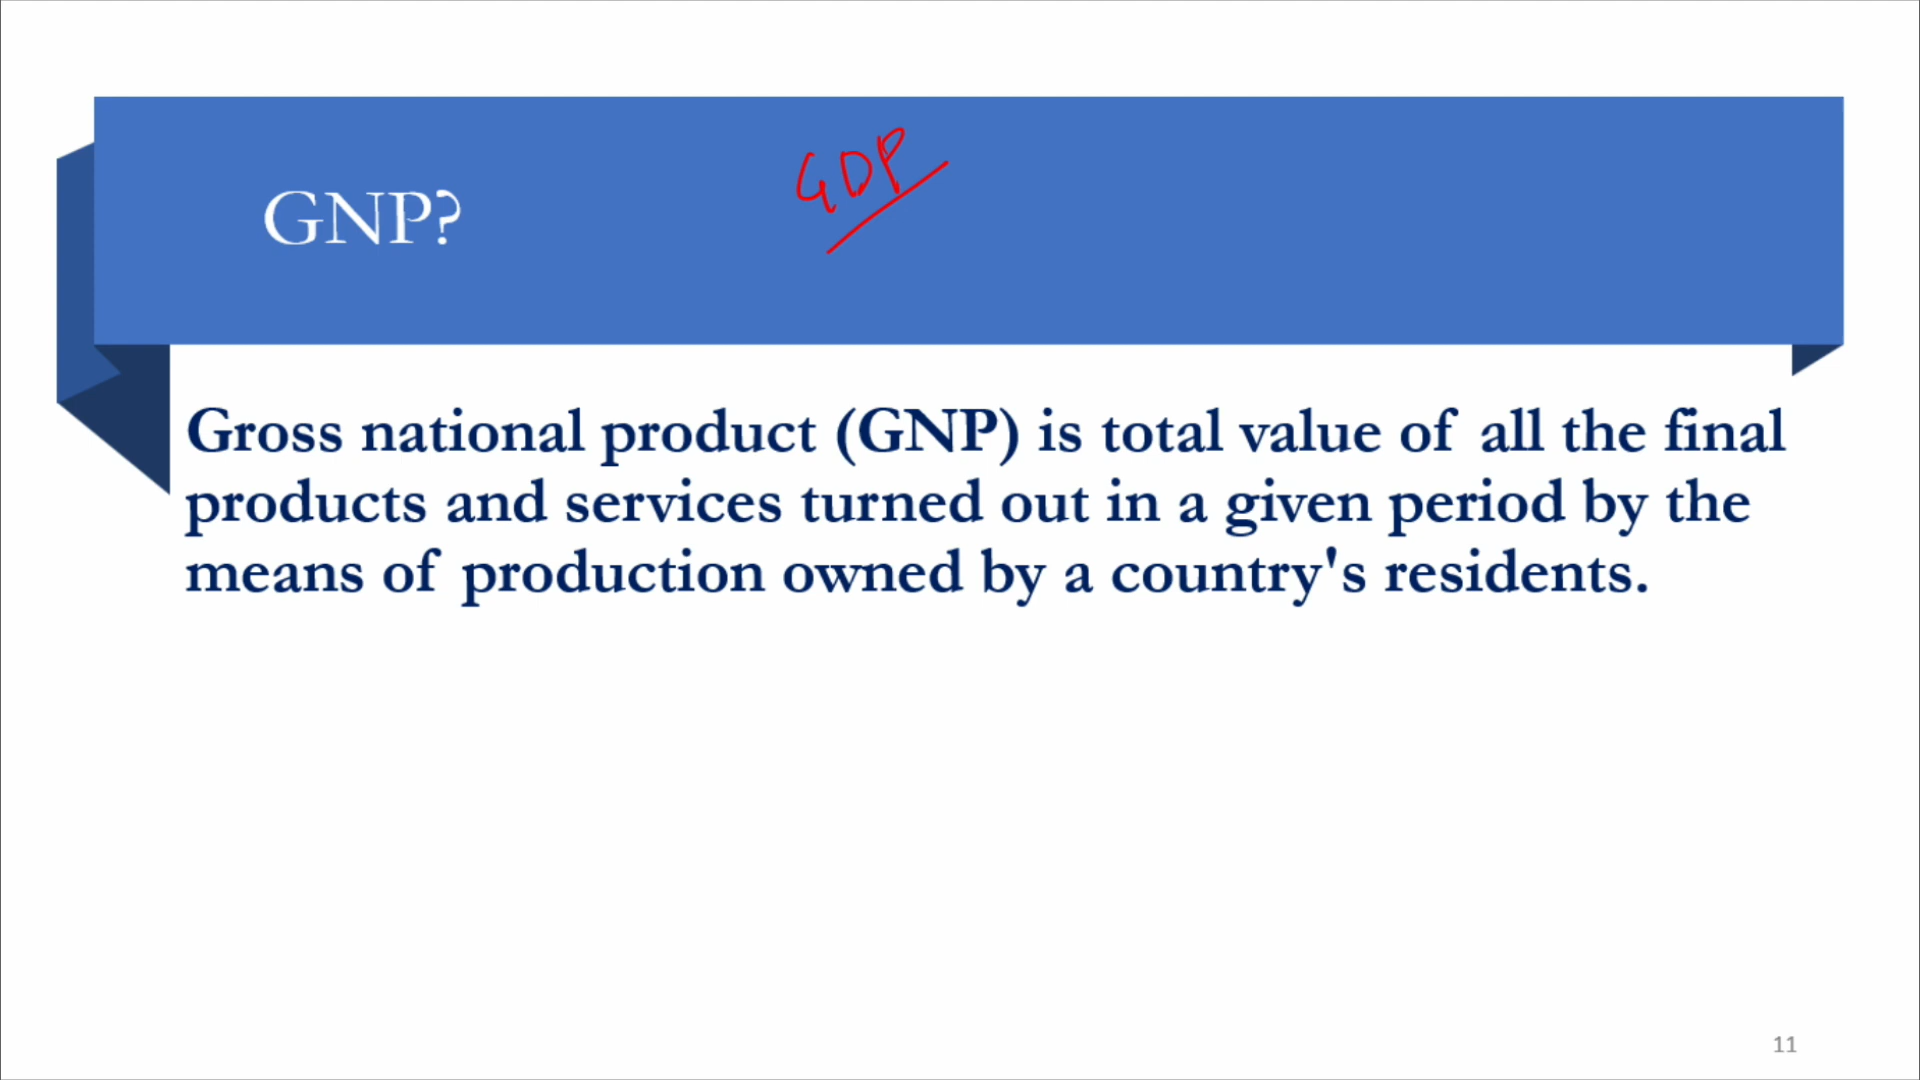 GNP?
GDP
Gross national product (GNP) is total value of all the final
products and services turned out in a given period by the
means of production owned by a country's residents.
11